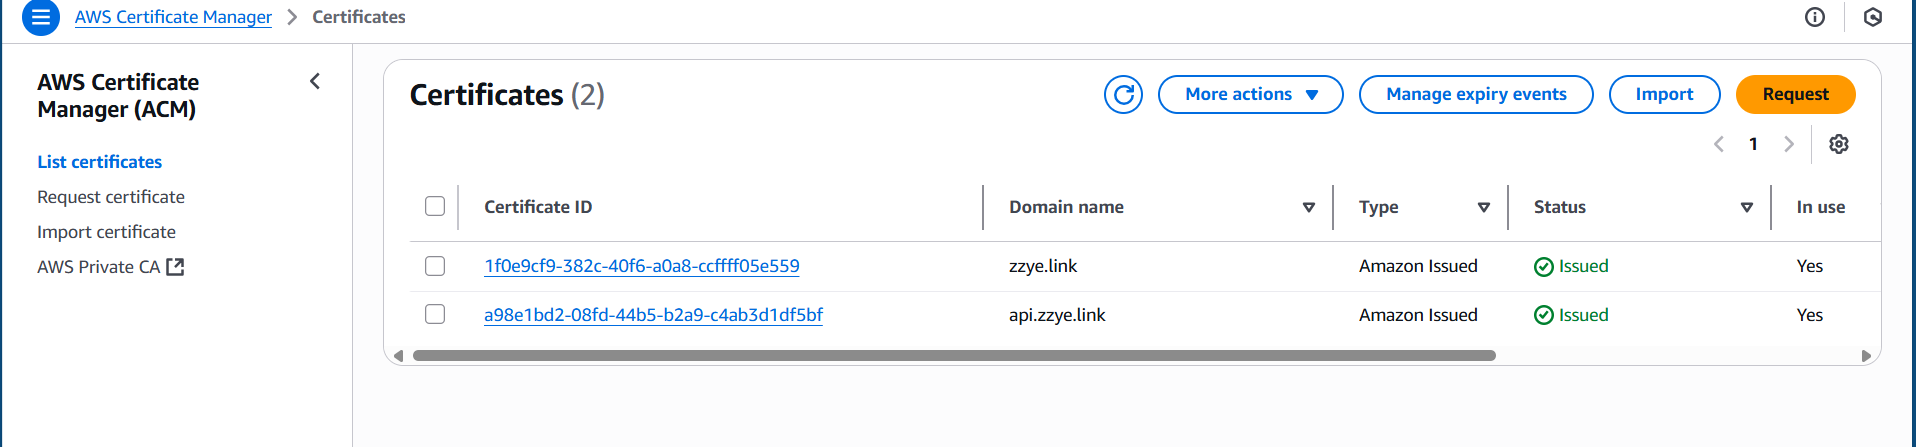 AWS Certificate Manager > Certificates
AWS Certificate
Manager (ACM)
List certificates
Request certificate
Import certificate
AWS Private CA
Certificates (2)
More actions
Manage expiry events
Import
Request
1
Certificate ID Domain name Type Status In use
1f0e9cf9-382c-40f6-a0a8-ccffff05e559 zzye.link Amazon Issued Issued Yes
a98e1bd2-08fd-44b5-b2a9-c4ab3d1df5bf api.zzye.link Amazon Issued Issued Yes